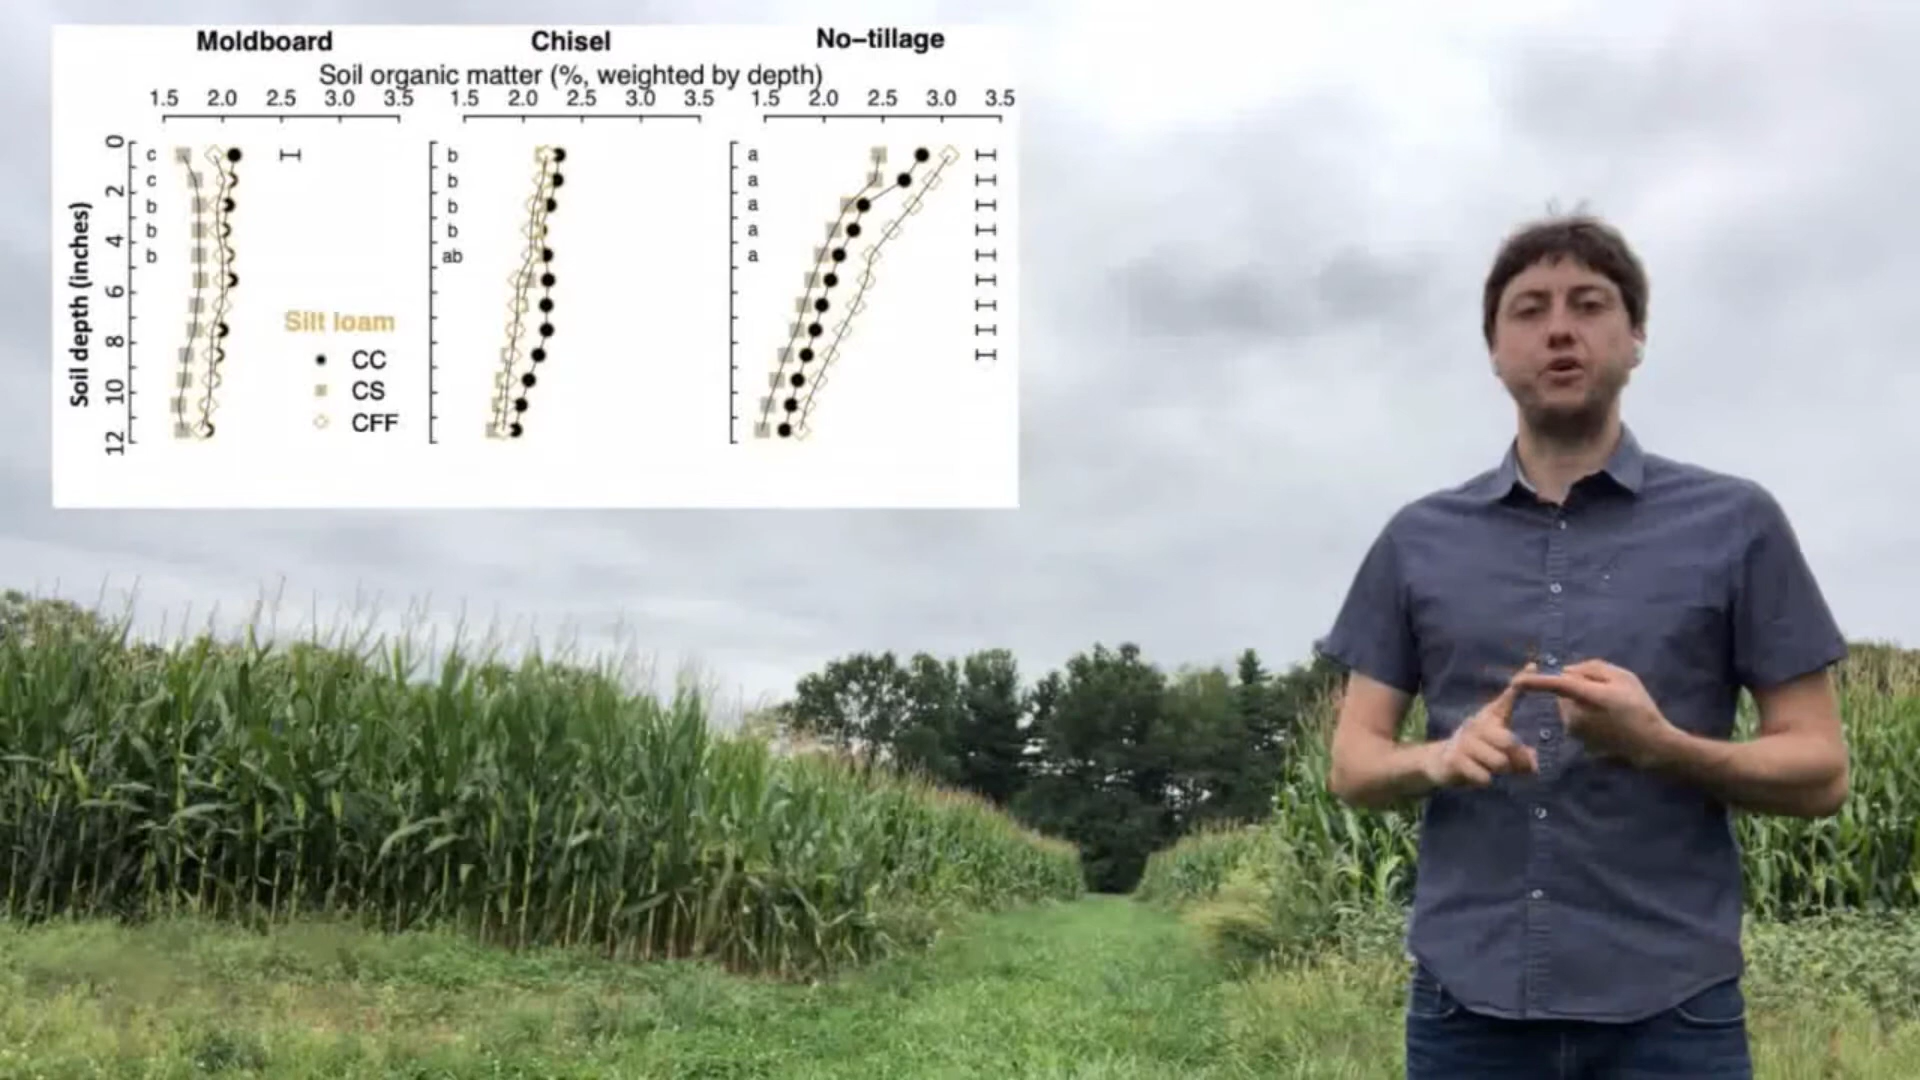 Moldboard Chisel No-tillage
Soil organic matter (%, weighted by depth)
1.5 2.0 2.5 3.0 3.5 1.5 2.0 2.5 3.0 3.5 1.5 2.0 2.5 3.0 3.5
Soil depth (inches)
0 c b a
c b a
2 b b a
b b a
4 b ab a
6
8
10
12
Silt loam
CC
CS
CFF